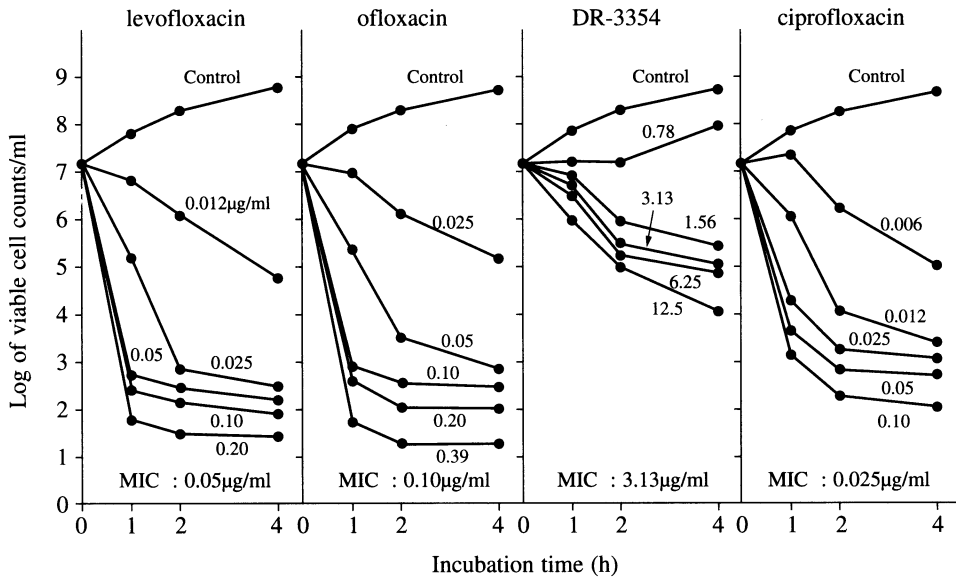 levofloxacin ofloxacin DR-3354 ciprofloxacin
Log of viable cell counts/ml
9
8
7
6
5
4
3
2
1
0
Control
0.012µg/ml
0.05
0.025
0.10
0.20
MIC : 0.05µg/ml
Control
0.025
0.05
0.10
0.20
0.39
MIC : 0.10µg/ml
Control
0.78
3.13
1.56
6.25
12.5
MIC : 3.13µg/ml
Control
0.006
0.012
0.025
0.05
0.10
MIC : 0.025µg/ml
0 1 2 4 0 1 2 4 0 1 2 4 0 1 2 4
Incubation time (h)